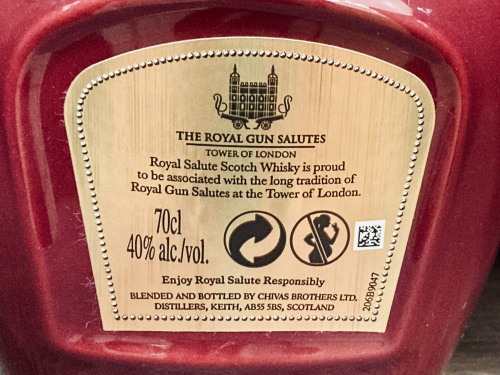 THE ROYAL GUN SALUTES
TOWER OF LONDON
Royal Salute Scotch Whisky is proud
to be associated with the long tradition of
Royal Gun Salutes at the Tower of London.
70cl
40% alc./vol.
Enjoy Royal Salute Responsibly
BLENDED AND BOTTLED BY CHIVAS BROTHERS LTD.
DISTILLERS, KEITH, AB55 5BS, SCOTLAND
206B9047